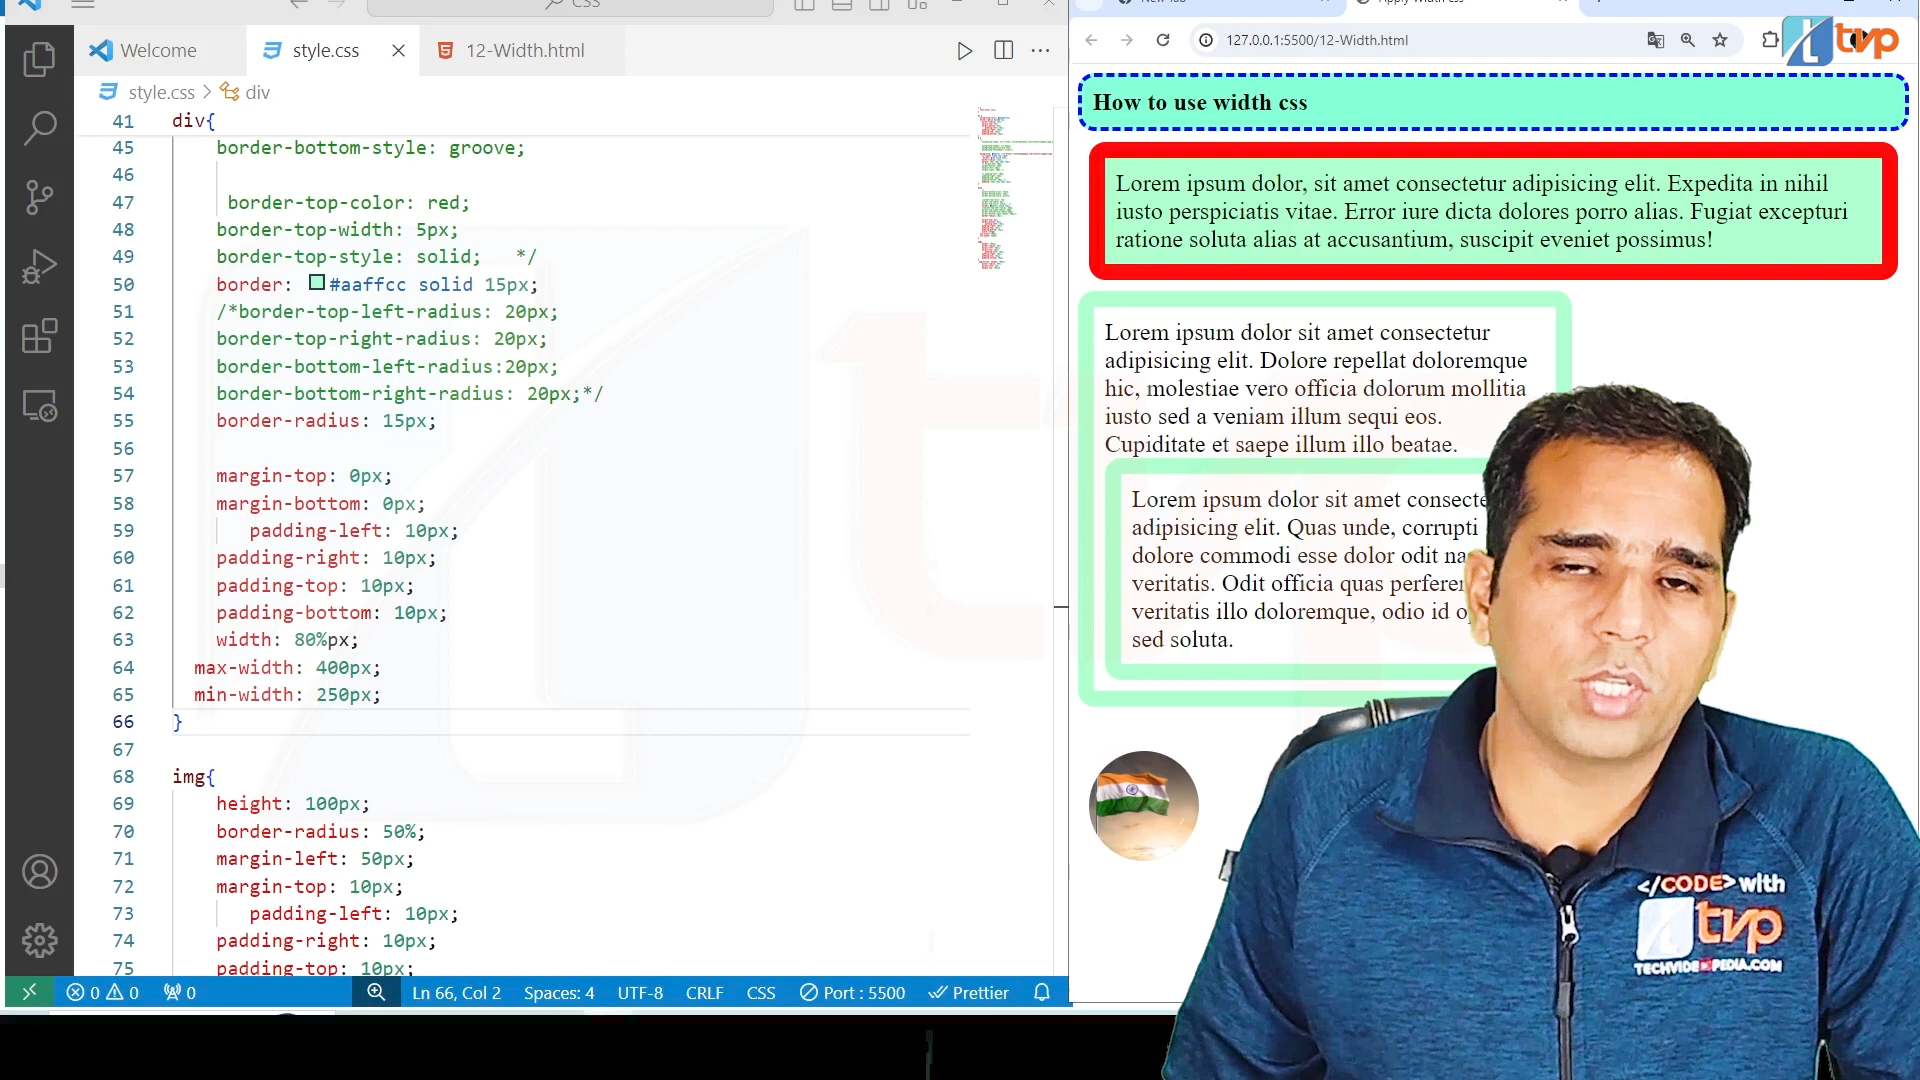 CSS
New Tab
Apply Width css
Welcome
style.css
12-Width.html
127.0.0.1:5500/12-Width.html
tvp
style.css > div
41 div{
45 border-bottom-style: groove;
46
47 border-top-color: red;
48 border-top-width: 5px;
49 border-top-style: solid; */
50 border: #aaffcc solid 15px;
51 /*border-top-left-radius: 20px;
52 border-top-right-radius: 20px;
53 border-bottom-left-radius:20px;
54 border-bottom-right-radius: 20px;*/
55 border-radius: 15px;
56
57 margin-top: 0px;
58 margin-bottom: 0px;
59 padding-left: 10px;
60 padding-right: 10px;
61 padding-top: 10px;
62 padding-bottom: 10px;
63 width: 80%px;
64 max-width: 400px;
65 min-width: 250px;
66 }
67
68 img{
69 height: 100px;
70 border-radius: 50%;
71 margin-left: 50px;
72 margin-top: 10px;
73 padding-left: 10px;
74 padding-right: 10px;
75 padding-top: 10px;
0 0 0
Ln 66, Col 2 Spaces: 4 UTF-8 CRLF CSS Port : 5500 Prettier
How to use width css
Lorem ipsum dolor, sit amet consectetur adipisicing elit. Expedita in nihil
iusto perspiciatis vitae. Error iure dicta dolores porro alias. Fugiat excepturi
ratione soluta alias at accusantium, suscipit eveniet possimus!
Lorem ipsum dolor sit amet consectetur
adipisicing elit. Dolore repellat doloremque
hic, molestiae vero officia dolorum mollitia
iusto sed a veniam illum sequi eos.
Cupiditate et saepe illum illo beatae.
Lorem ipsum dolor sit amet consecte
adipisicing elit. Quas unde, corrupti
dolore commodi esse dolor odit na
veritatis. Odit officia quas perfere
veritatis illo doloremque, odio id o
sed soluta.
</CODE>with
tvp
TECHVIDEOPEDIA.COM